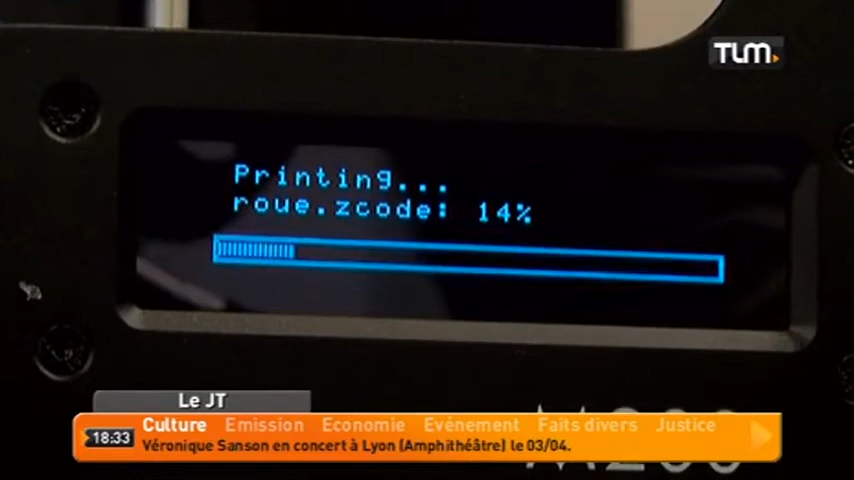 TLM
Printing...
roue.zcode: 14%
Le JT
Culture Emission Economie Evénement Faits divers Justice
18:33
Véronique Sanson en concert à Lyon (Amphithéâtre) le 03/04.
M200